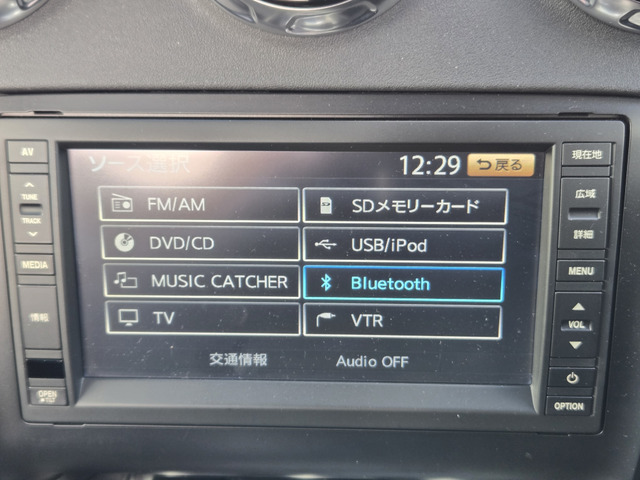 ソース選択
12:29
戻る
FM/AM
SDメモリーカード
DVD/CD
USB/iPod
MUSIC CATCHER
Bluetooth
TV
VTR
交通情報
Audio OFF
AV
TUNE
TRACK
MEDIA
情報
OPEN
現在地
広域
詳細
MENU
VOL
OPTION